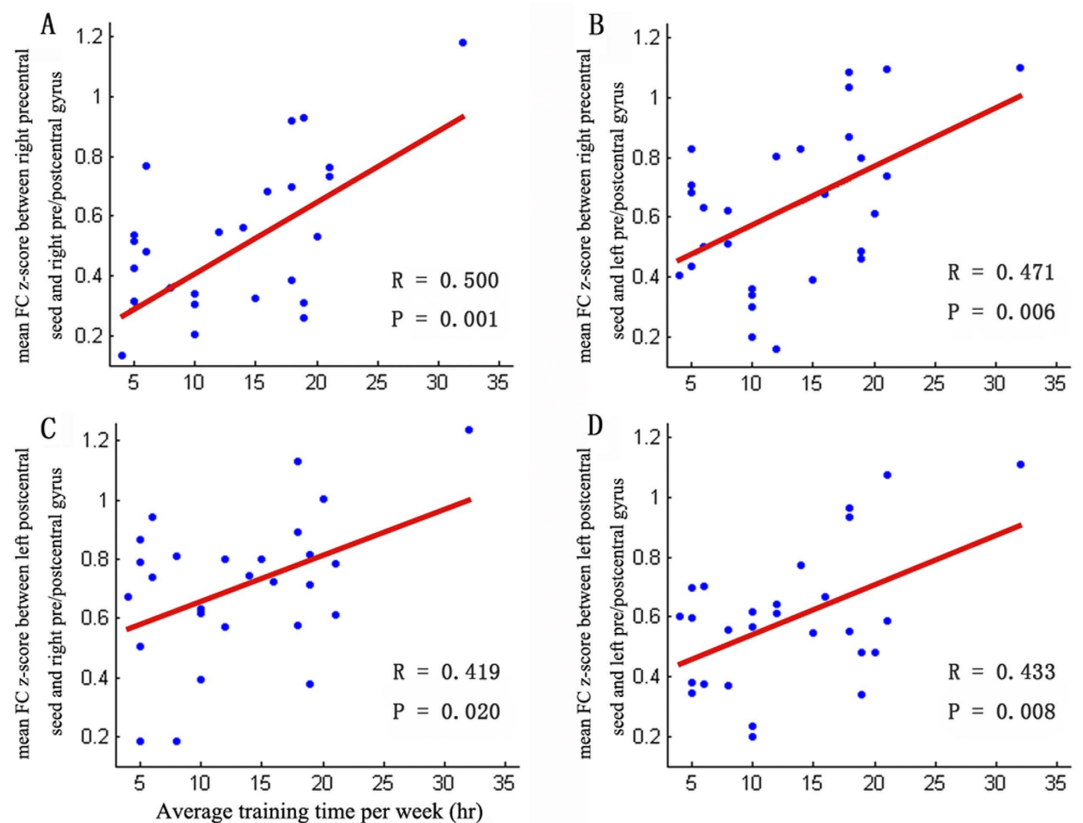 A
mean FC z-score between right precentral
seed and right pre/postcentral gyrus
1.2
1
0.8
0.6
0.4
0.2
R = 0.500
P = 0.001
5 10 15 20 25 30 35
B
mean FC z-score between right precentral
seed and left pre/postcentral gyrus
1.2
1
0.8
0.6
0.4
0.2
R = 0.471
P = 0.006
5 10 15 20 25 30 35
C
mean FC z-score between left postcentral
seed and right pre/postcentral gyrus
1.2
1
0.8
0.6
0.4
0.2
R = 0.419
P = 0.020
5 10 15 20 25 30 35
Average training time per week (hr)
D
mean FC z-score between left postcentral
seed and left pre/postcentral gyrus
1.2
1
0.8
0.6
0.4
0.2
R = 0.433
P = 0.008
5 10 15 20 25 30 35